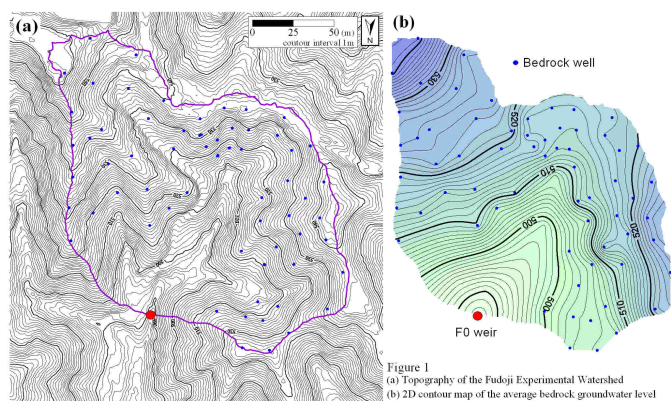 (a)
0 25 50 (m)
contour interval 1m
N
(b)
Bedrock well
530
520
510
500
520
500
510
F0 weir
Figure 1
(a) Topography of the Fudoji Experimental Watershed
(b) 2D contour map of the average bedrock groundwater level